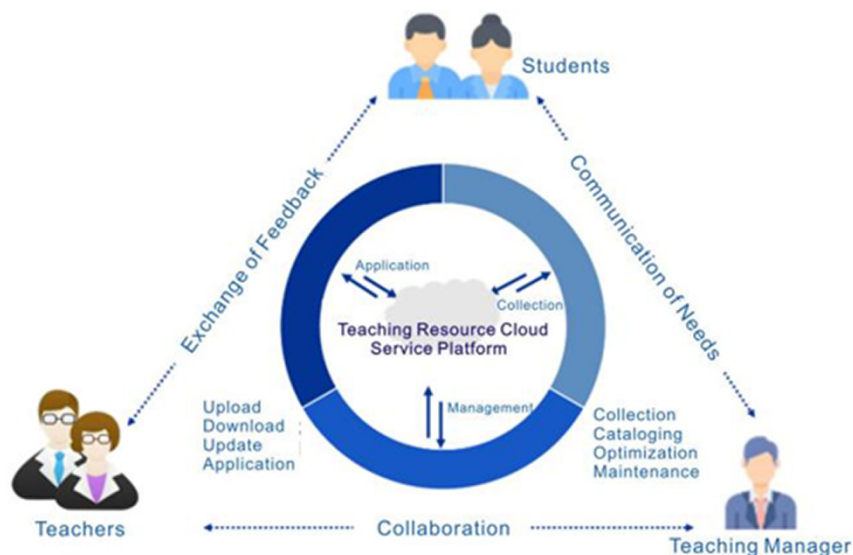 Students
Exchange of Feedback
Communication of Needs
Application
Collection
Teaching Resource Cloud
Service Platform
Management
Upload
Download
Update
Application
Collection
Cataloging
Optimization
Maintenance
Teachers
Collaboration
Teaching Manager